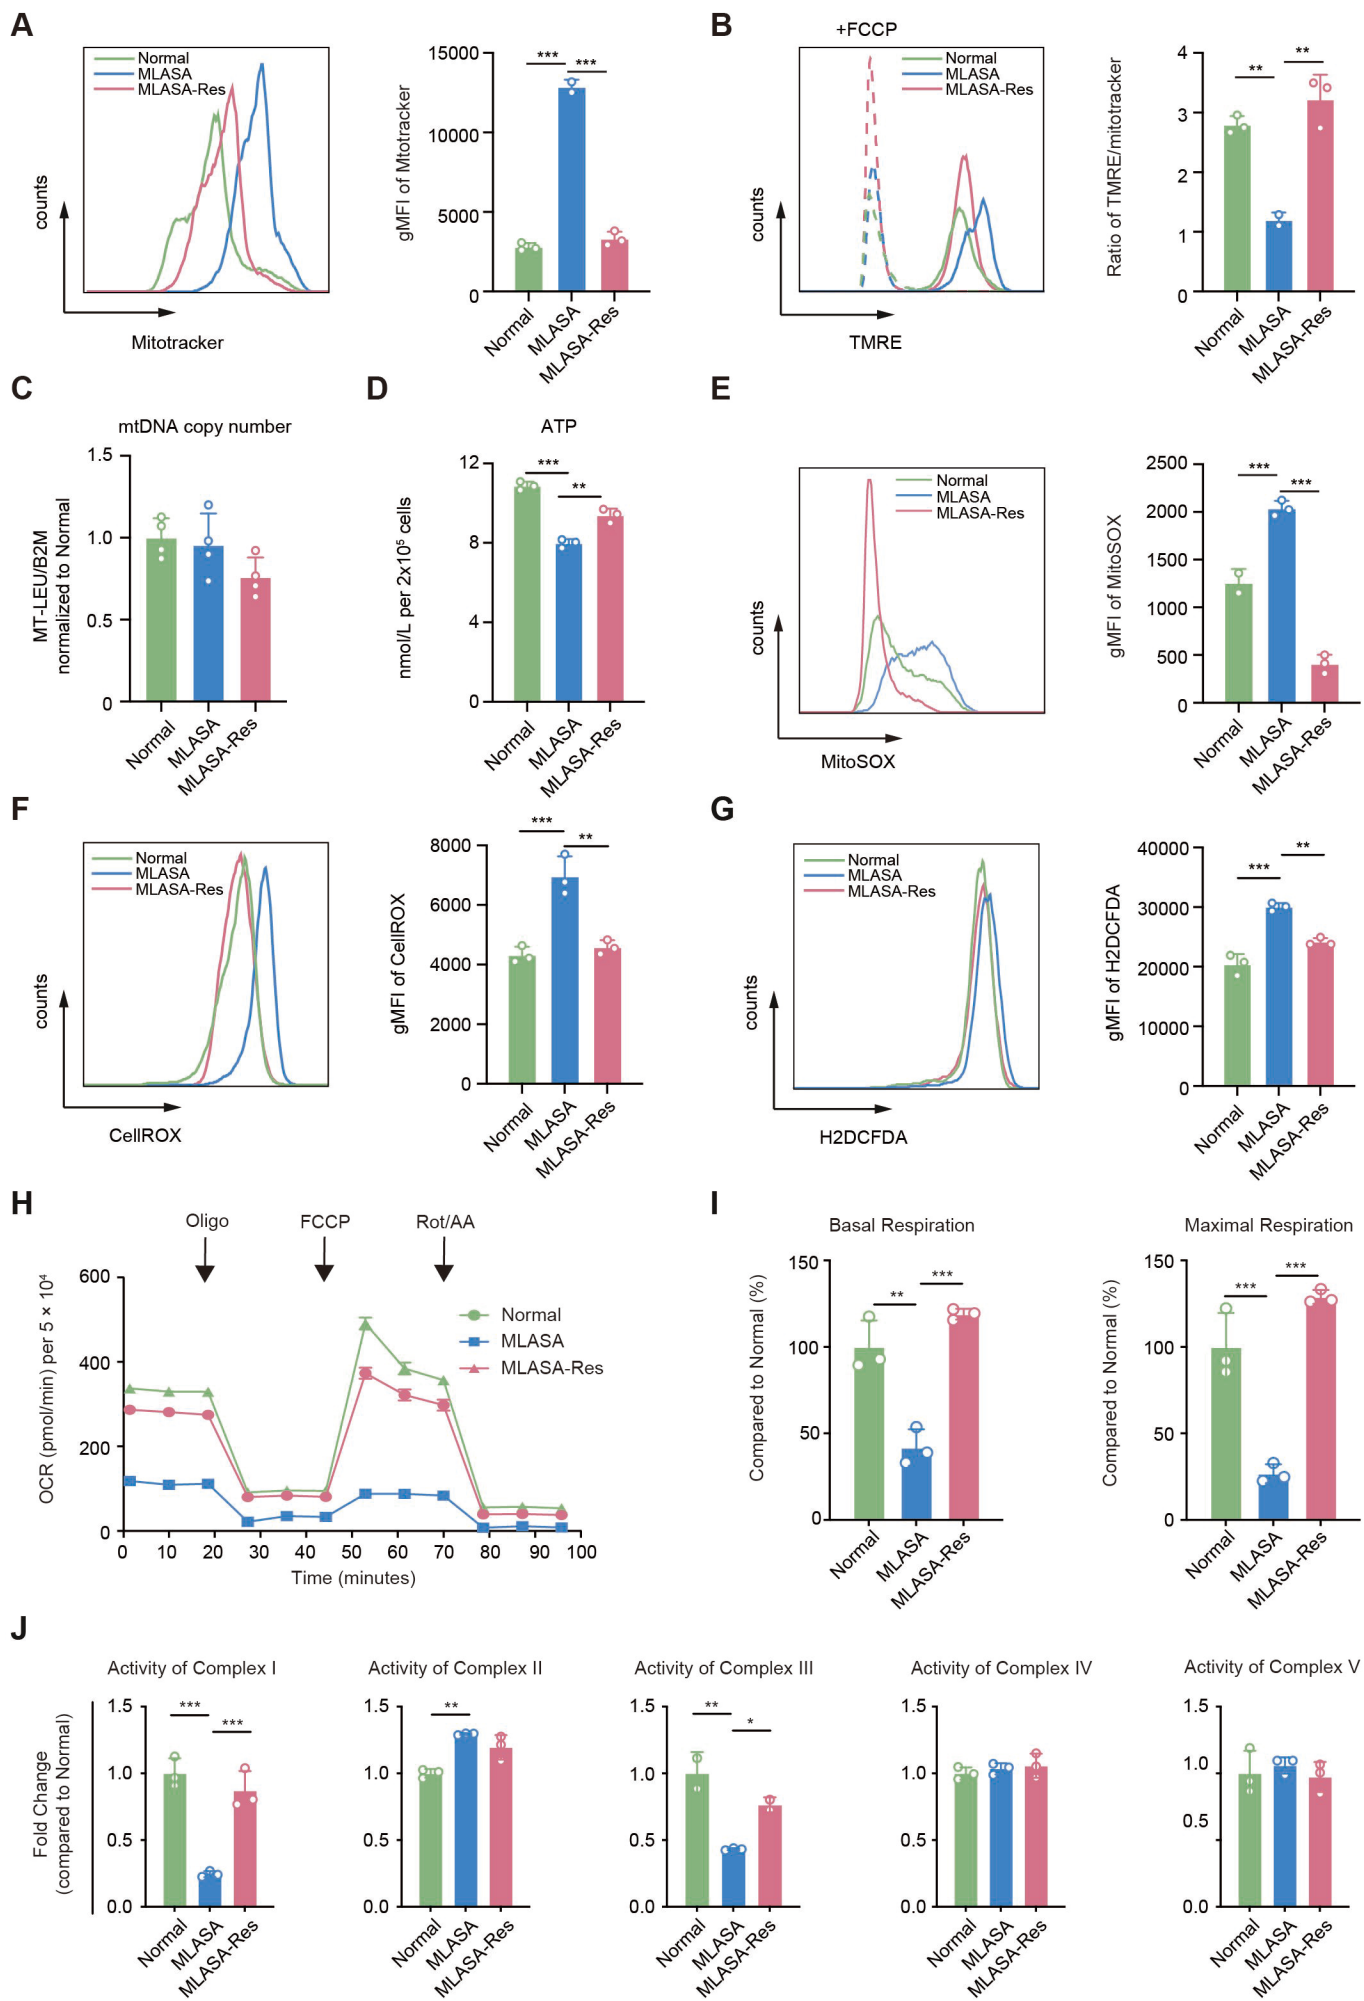 A
Normal
MLASA
MLASA-Res
counts
Mitotracker
gMFI of Mtotracker
15000
10000
5000
0
***
***
Normal
MLASA
MLASA-Res
B
+FCCP
Normal
MLASA
MLASA-Res
counts
TMRE
Ratio of TMRE/mitotracker
4
3
2
1
0
**
**
Normal
MLASA
MLASA-Res
C
mtDNA copy number
MT-LEU/B2M
normalized to Normal
1.5
1.0
0.5
0
Normal
MLASA
MLASA-Res
D
ATP
nmol/L per 2x10⁵ cells
12
8
4
0
***
**
Normal
MLASA
MLASA-Res
E
Normal
MLASA
MLASA-Res
counts
MitoSOX
gMFI of MitoSOX
2500
2000
1500
1000
500
0
***
***
Normal
MLASA
MLASA-Res
F
Normal
MLASA
MLASA-Res
counts
CellROX
gMFI of CellROX
8000
6000
4000
2000
0
***
**
Normal
MLASA
MLASA-Res
G
Normal
MLASA
MLASA-Res
counts
H2DCFDA
gMFI of H2DCFDA
40000
30000
20000
10000
0
***
**
Normal
MLASA
MLASA-Res
H
Oligo
FCCP
Rot/AA
OCR (pmol/min) per 5 × 10⁴
600
400
200
0
Normal
MLASA
MLASA-Res
0 10 20 30 40 50 60 70 80 90 100
Time (minutes)
I
Basal Respiration
Compared to Normal (%)
150
100
50
0
**
***
Normal
MLASA
MLASA-Res
Maximal Respiration
Compared to Normal (%)
150
100
50
0
***
***
Normal
MLASA
MLASA-Res
J
Fold Change
(compared to Normal)
Activity of Complex I
1.5
1.0
0.5
0.0
***
***
Normal
MLASA
MLASA-Res
Activity of Complex II
1.5
1.0
0.5
0.0
**
Normal
MLASA
MLASA-Res
Activity of Complex III
1.5
1.0
0.5
0.0
**
*
Normal
MLASA
MLASA-Res
Activity of Complex IV
1.5
1.0
0.5
0.0
Normal
MLASA
MLASA-Res
Activity of Complex V
1.5
1.0
0.5
0.0
Normal
MLASA
MLASA-Res